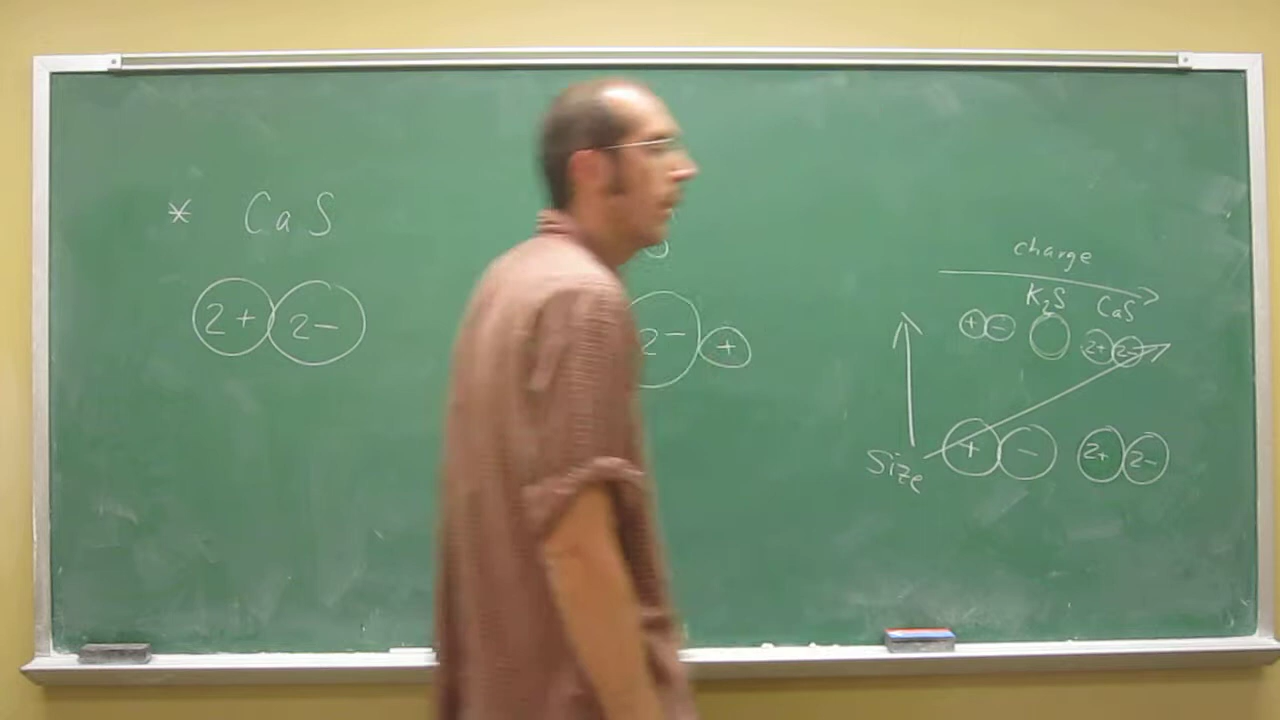 * CaS
2+ 2-
2- +
charge
K2S CaS
+ - 2+ 2-
Size
+ - 2+ 2-